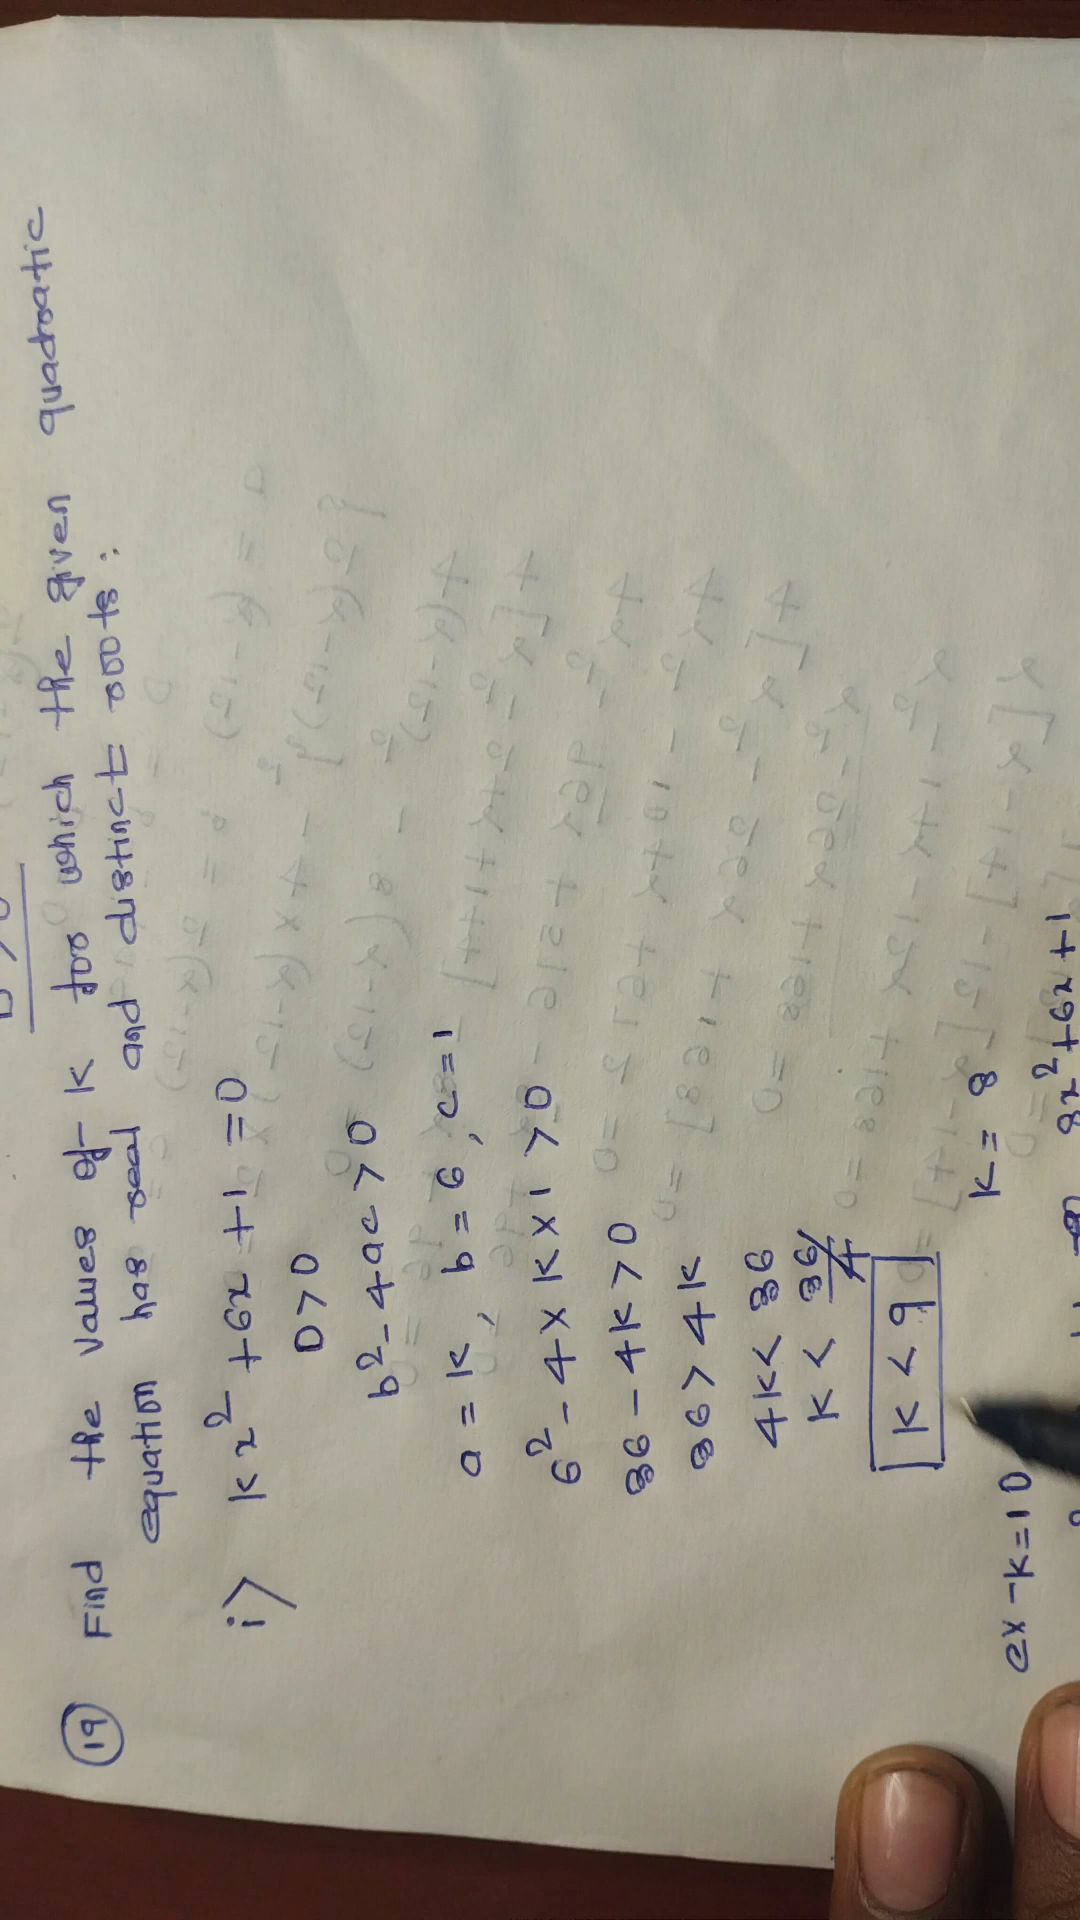 19 Find the values of K for which the given quadratic
equation has real and distinct roots:
i> Kx² + 6x + 1 = 0
D > 0
b² - 4ac > 0
a = K, b = 6, c = 1
6² - 4 × K × 1 > 0
36 - 4K > 0
36 > 4K
4K < 36
K < 36/4
K < 9
ex - K = 10 K = 8
8x² + 6x + 1